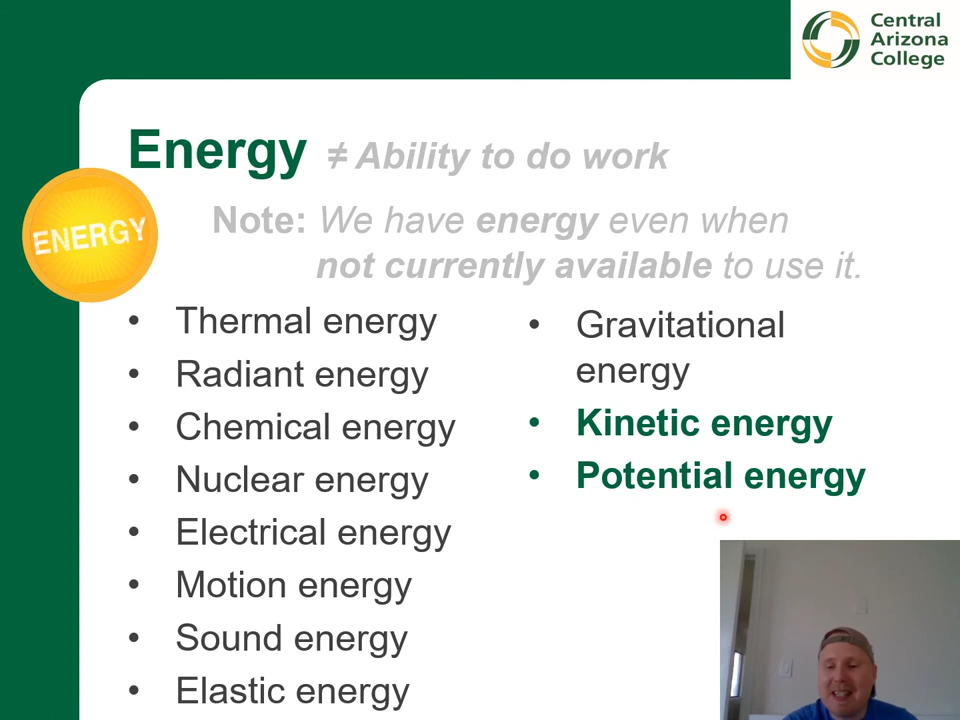 Central
Arizona
College
Energy ≠ Ability to do work
ENERGY
Note: We have energy even when
not currently available to use it.
• Thermal energy
• Radiant energy
• Chemical energy
• Nuclear energy
• Electrical energy
• Motion energy
• Sound energy
• Elastic energy
• Gravitational
energy
• Kinetic energy
• Potential energy